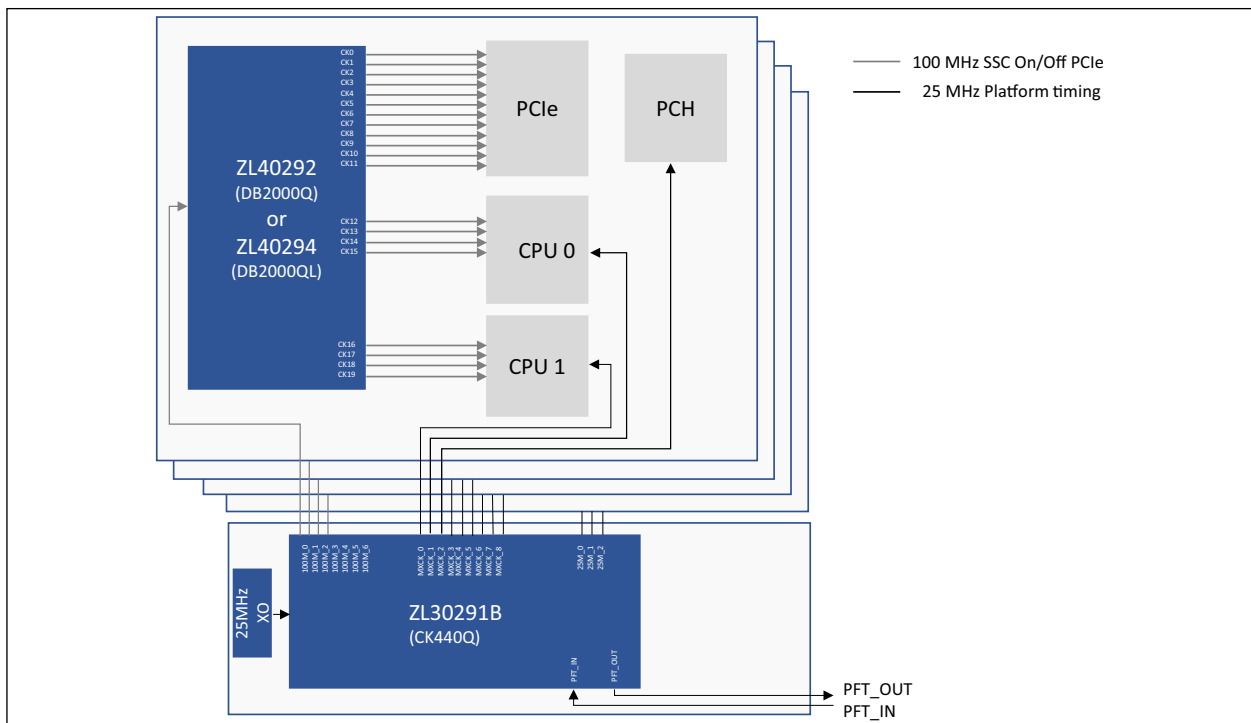 CK0
CK1
CK2
CK3
CK4
CK5
CK6
CK7
CK8
CK9
CK10
CK11
ZL40292
(DB2000Q)
or
ZL40294
(DB2000QL)
CK12
CK13
CK14
CK15
CK16
CK17
CK18
CK19
PCIe
PCH
CPU 0
CPU 1
100 MHz SSC On/Off PCIe
25 MHz Platform timing
100M_0
100M_1
100M_2
100M_3
100M_4
100M_5
100M_6
MXCK_0
MXCK_1
MXCK_2
MXCK_3
MXCK_4
MXCK_5
MXCK_6
MXCK_7
MXCK_8
25M_0
25M_1
25M_2
25MHz
XO
ZL30291B
(CK440Q)
PFT_IN
PFT_OUT
PFT_OUT
PFT_IN